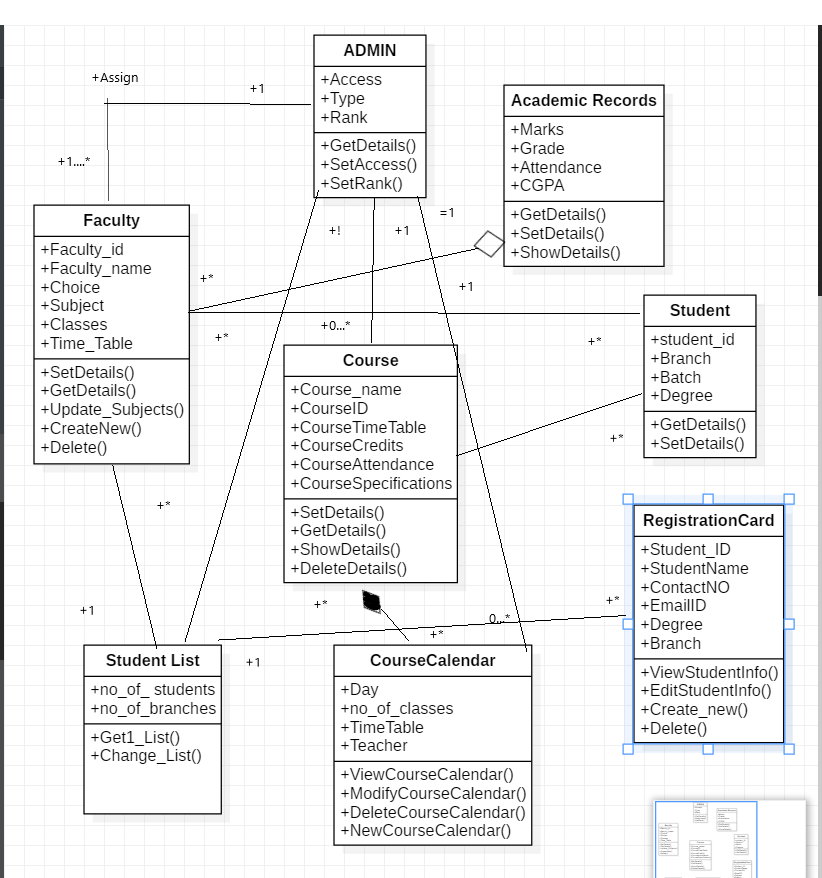 ADMIN
+Access
+Type
+Rank
+GetDetails()
+SetAccess()
+SetRank()
+Assign
+1
+1....*
Academic Records
+Marks
+Grade
+Attendance
+CGPA
+GetDetails()
+SetDetails()
+ShowDetails()
Faculty
+Faculty_id
+Faculty_name
+Choice
+Subject
+Classes
+Time_Table
+SetDetails()
+GetDetails()
+Update_Subjects()
+CreateNew()
+Delete()
+!
+1
=1
+*
+1
+*
+0...*
+*
Student
+student_id
+Branch
+Batch
+Degree
+GetDetails()
+SetDetails()
Course
+Course_name
+CourseID
+CourseTimeTable
+CourseCredits
+CourseAttendance
+CourseSpecifications
+SetDetails()
+GetDetails()
+ShowDetails()
+DeleteDetails()
+*
+*
+1
RegistrationCard
+Student_ID
+StudentName
+ContactNO
+EmailID
+Degree
+Branch
+ViewStudentInfo()
+EditStudentInfo()
+Create_new()
+Delete()
+*
+*
0...*
+*
+1
Student List
+no_of_ students
+no_of_branches
+Get1_List()
+Change_List()
CourseCalendar
+Day
+no_of_classes
+TimeTable
+Teacher
+ViewCourseCalendar()
+ModifyCourseCalendar()
+DeleteCourseCalendar()
+NewCourseCalendar()